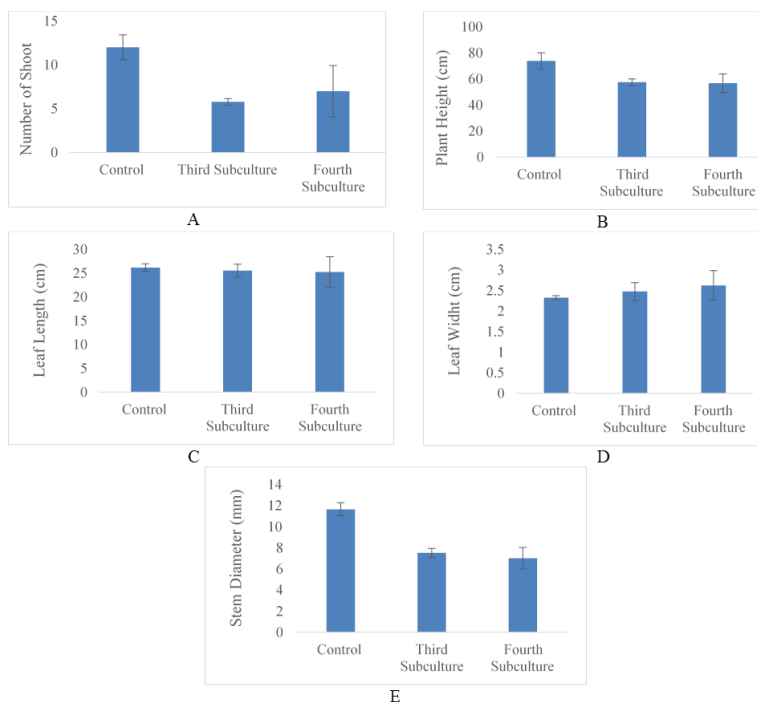 Number of Shoot
15
10
5
0
Control
Third Subculture
Fourth
Subculture
A
Plant Height (cm)
100
80
60
40
20
0
Control
Third
Subculture
Fourth
Subculture
B
Leaf Length (cm)
30
25
20
15
10
5
0
Control
Third
Subculture
Fourth
Subculture
C
Leaf Widht (cm)
3.5
3
2.5
2
1.5
1
0.5
0
Control
Third
Subculture
Fourth
Subculture
D
Stem Diameter (mm)
14
12
10
8
6
4
2
0
Control
Third
Subculture
Fourth
Subculture
E